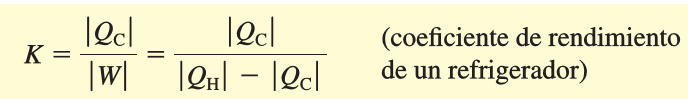 K = |Q_C| / |W| = |Q_C| / (|Q_H| − |Q_C|) (coeficiente de rendimiento
de un refrigerador)